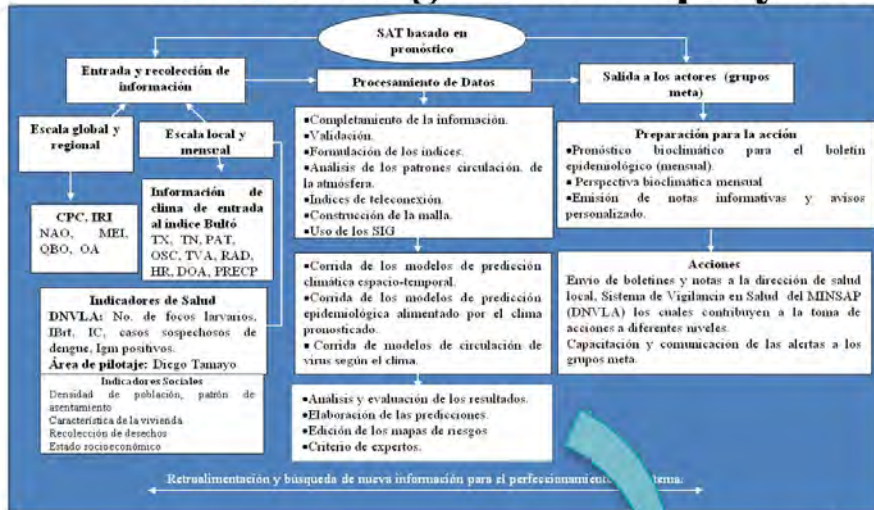 SAT basado en
pronóstico
Entrada y recolección de
información
Procesamiento de Datos
Salida a los actores (grupos
meta)
Escala global y
regional
Escala local y
mensual
CPC, IRI
NAO, MEI,
QBO, OA
Información de
clima de entrada
al índice Bultó
TX, TN, PAT,
OSC, TVA, RAD,
HR, DOA, PRECP
Indicadores de Salud
DNVLA: No. de focos larvarios,
IBrt, IC, casos sospechosos de
dengue, Igm positivos.
Área de pilotaje: Diego Tamayo
Indicadores Sociales
Densidad de población, patrón de
asentamiento
Característica de la vivienda
Recolección de desechos
Estado socioeconómico
▪Completamiento de la información.
▪Validación.
▪Formulación de los índices.
▪Análisis de los patrones circulación. de
la atmósfera.
▪Indices de teleconexión.
▪Construcción de la malla.
▪Uso de los SIG
▪Corrida de los modelos de predicción
climática espacio-temporal.
▪Corrida de los modelos de predicción
epidemiológica alimentado por el clima
pronosticado.
▪ Corrida de modelos de circulación de
virus según el clima.
▪Análisis y evaluación de los resultados.
▪Elaboración de las predicciones.
▪Edición de los mapas de riesgos
▪Criterio de expertos.
Preparación para la acción
▪Pronóstico bioclimático para el boletín
epidemiológico (mensual).
▪ Perspectiva bioclimática mensual
▪Emisión de notas informativas y avisos
personalizado.
Acciones
Envío de boletines y notas a la dirección de salud
local, Sistema de Vigilancia en Salud del MINSAP
(DNVLA) los cuales contribuyen a la toma de
acciones a diferentes niveles.
Capacitación y comunicación de las alertas a los
grupos meta.
Retroalimentación y búsqueda de nueva información para el perfeccionamiento tema.